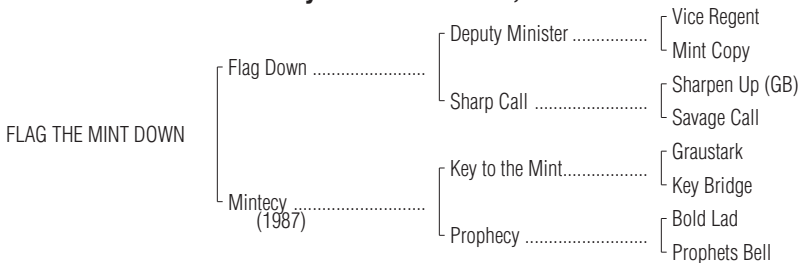 Vice Regent
Deputy Minister ................
Mint Copy
Flag Down ........................
Sharpen Up (GB)
Sharp Call ........................
Savage Call
FLAG THE MINT DOWN
Graustark
Key to the Mint..................
Key Bridge
Mintecy ............................
(1987)
Bold Lad
Prophecy ..........................
Prophets Bell